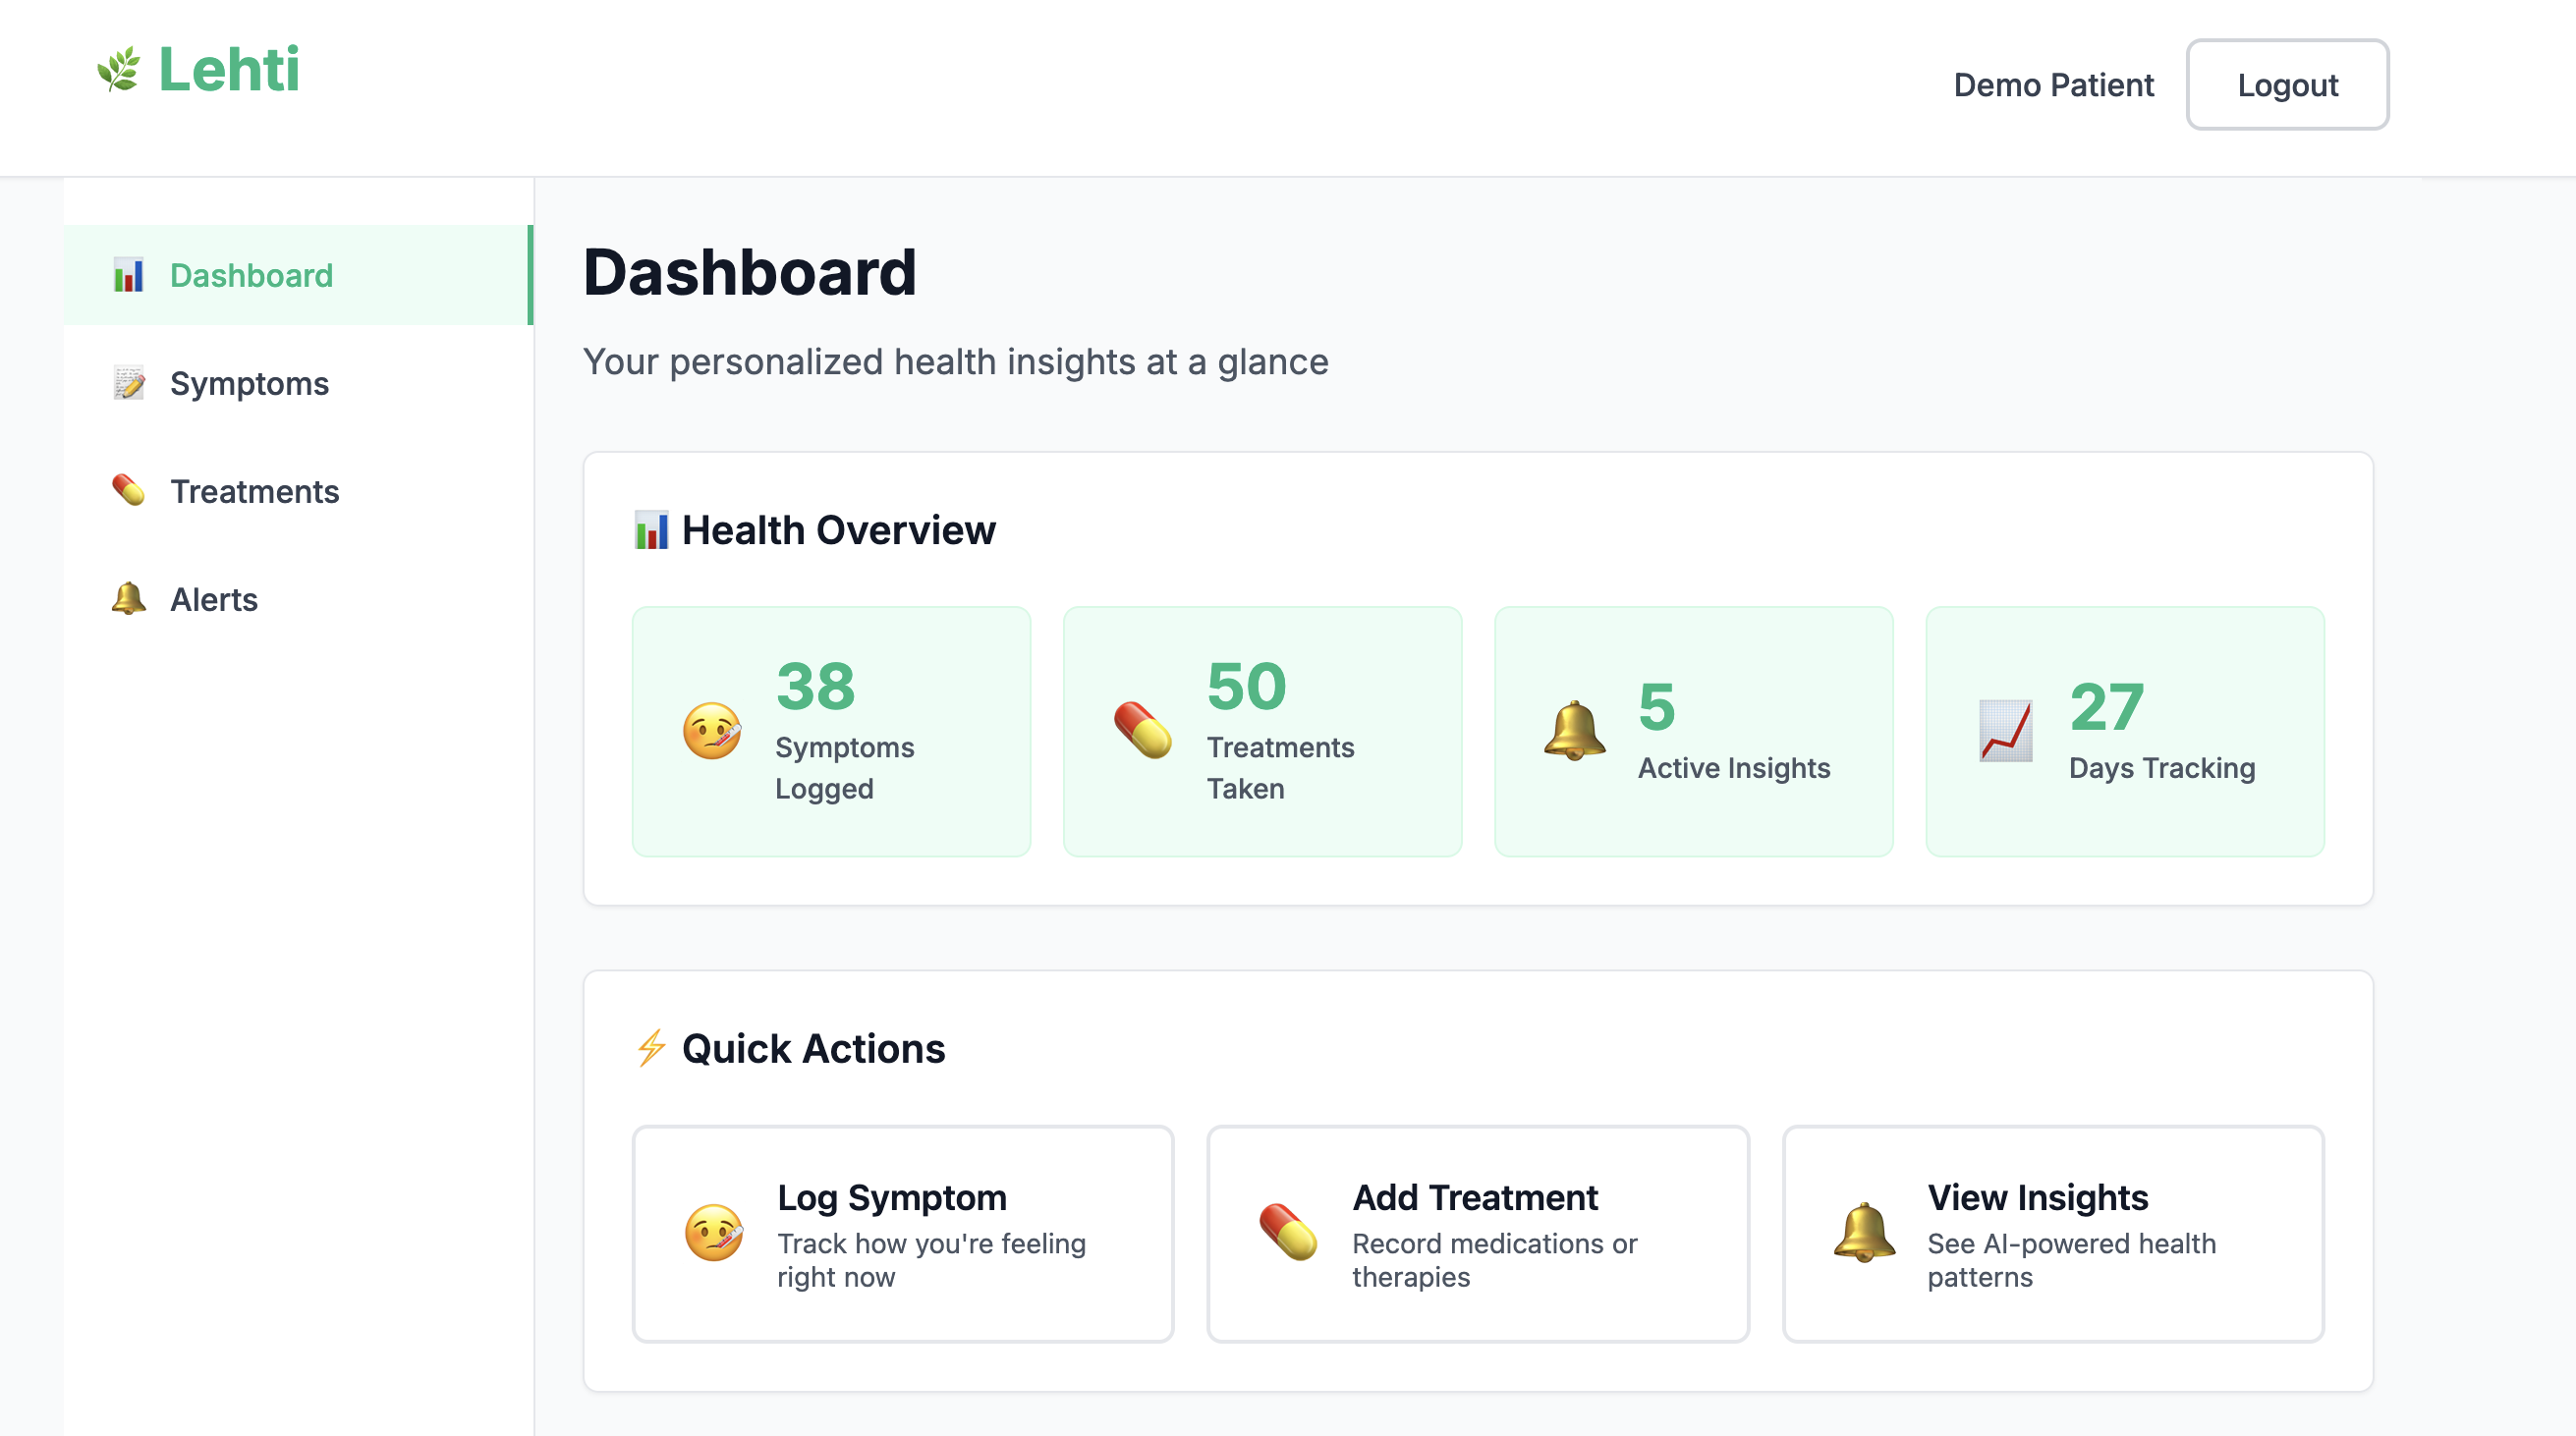 Lehti
Demo Patient
Logout
Dashboard
Symptoms
Treatments
Alerts
Dashboard
Your personalized health insights at a glance
Health Overview
38
Symptoms
Logged
50
Treatments
Taken
5
Active Insights
27
Days Tracking
Quick Actions
Log Symptom
Track how you're feeling
right now
Add Treatment
Record medications or
therapies
View Insights
See AI-powered health
patterns